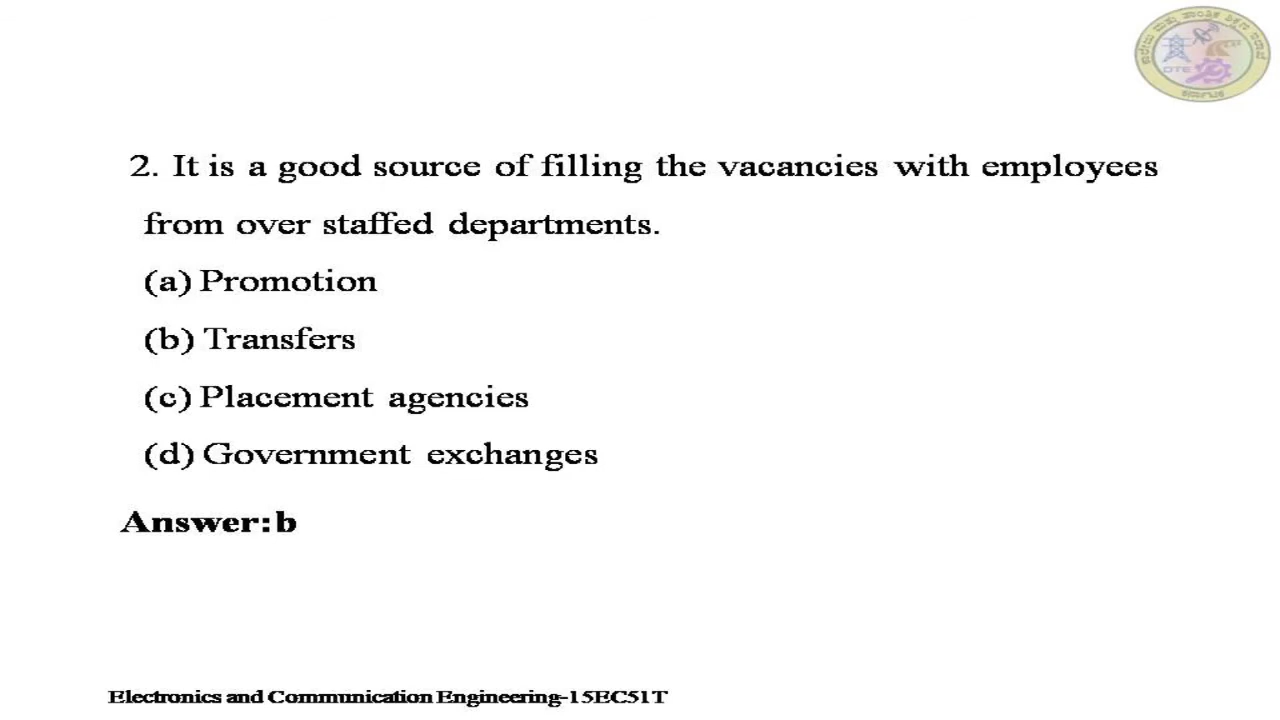 2. It is a good source of filling the vacancies with employees
from over staffed departments.
(a) Promotion
(b) Transfers
(c) Placement agencies
(d) Government exchanges
Answer:b
Electronics and Communication Engineering-15EC51T
DTE